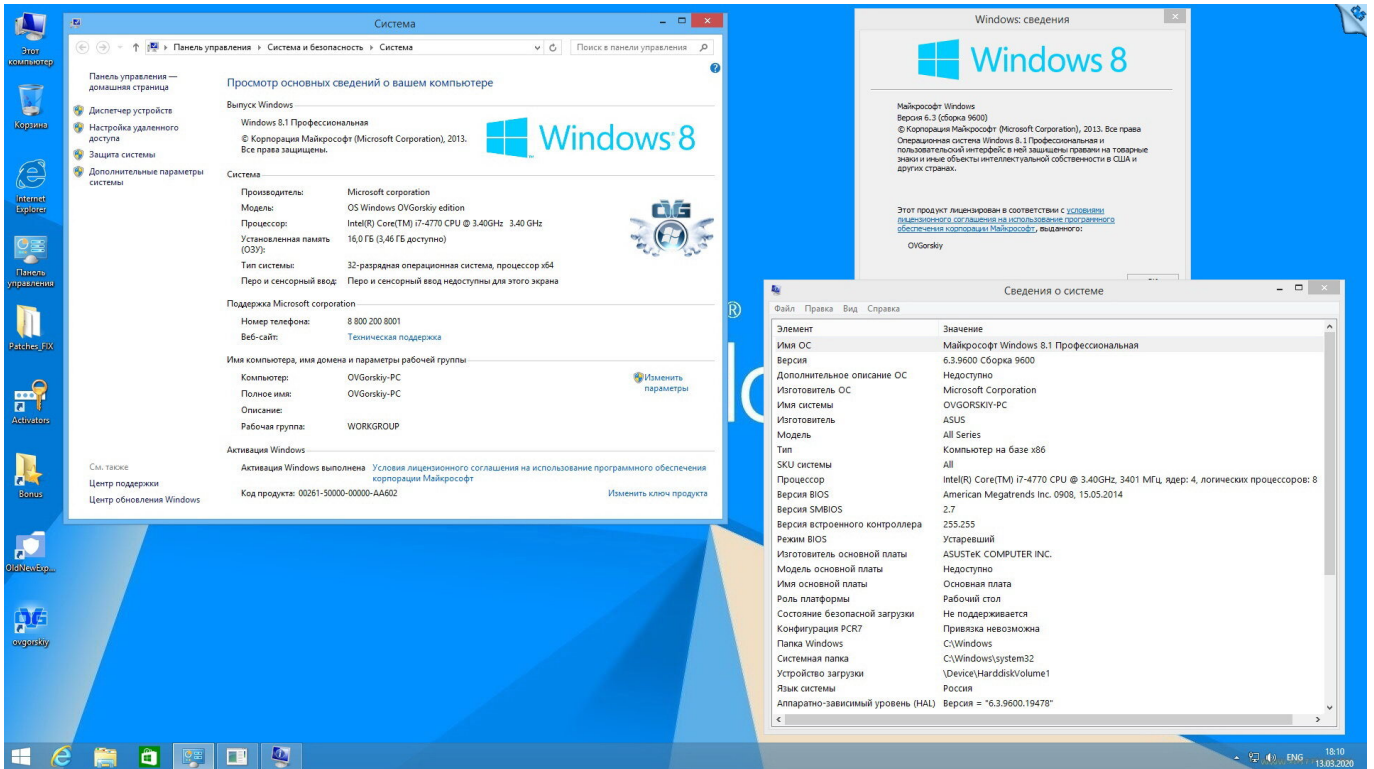 Этот
компьютер
Корзина
Internet
Explorer
Панель
управления
Patches_FIX
Activators
Bonus
OldNewExp...
ovgorskiy
Система
Панель управления
Система и безопасность
Система
Поиск в панели управления
Панель управления —
домашняя страница
Диспетчер устройств
Настройка удаленного
доступа
Защита системы
Дополнительные параметры
системы
См. также
Центр поддержки
Центр обновления Windows
Просмотр основных сведений о вашем компьютере
Выпуск Windows
Windows 8.1 Профессиональная
© Корпорация Майкрософт (Microsoft Corporation), 2013.
Все права защищены.
Windows 8
Система
Производитель: Microsoft corporation
Модель: OS Windows OVGorskiy edition
Процессор: Intel(R) Core(TM) i7-4770 CPU @ 3.40GHz 3.40 GHz
Установленная память 16,0 ГБ (3,46 ГБ доступно)
(ОЗУ):
Тип системы: 32-разрядная операционная система, процессор x64
Перо и сенсорный ввод: Перо и сенсорный ввод недоступны для этого экрана
OVG
Поддержка Microsoft corporation
Номер телефона: 8 800 200 8001
Веб-сайт: Техническая поддержка
Имя компьютера, имя домена и параметры рабочей группы
Компьютер: OVGorskiy-PC
Полное имя: OVGorskiy-PC
Описание:
Рабочая группа: WORKGROUP
Изменить
параметры
Активация Windows
Активация Windows выполнена Условия лицензионного соглашения на использование программного обеспечения
корпорации Майкрософт
Код продукта: 00261-50000-00000-AA602
Изменить ключ продукта
Windows: сведения
Windows 8
Майкрософт Windows
Версия 6.3 (сборка 9600)
© Корпорация Майкрософт (Microsoft Corporation), 2013. Все права
Операционная система Windows 8.1 Профессиональная и
пользовательский интерфейс в ней защищены правами на товарные
знаки и иные объекты интеллектуальной собственности в США и
других странах.
Этот продукт лицензирован в соответствии с условиями
лицензионного соглашения на использование программного
обеспечения корпорации Майкрософт, выданного:
OVGorskiy
®
Сведения о системе
Файл Правка Вид Справка
Элемент Значение
Имя ОС Майкрософт Windows 8.1 Профессиональная
Версия 6.3.9600 Сборка 9600
Дополнительное описание ОС Недоступно
Изготовитель ОС Microsoft Corporation
Имя системы OVGORSKIY-PC
Изготовитель ASUS
Модель All Series
Тип Компьютер на базе x86
SKU системы All
Процессор Intel(R) Core(TM) i7-4770 CPU @ 3.40GHz, 3401 МГц, ядер: 4, логических процессоров: 8
Версия BIOS American Megatrends Inc. 0908, 15.05.2014
Версия SMBIOS 2.7
Версия встроенного контроллера 255.255
Режим BIOS Устаревший
Изготовитель основной платы ASUSTeK COMPUTER INC.
Модель основной платы Недоступно
Имя основной платы Основная плата
Роль платформы Рабочий стол
Состояние безопасной загрузки Не поддерживается
Конфигурация PCR7 Привязка невозможна
Папка Windows C:\Windows
Системная папка C:\Windows\system32
Устройство загрузки \Device\HarddiskVolume1
Язык системы Россия
Аппаратно-зависимый уровень (HAL) Версия = "6.3.9600.19478"
ENG
18:10
13.03.2020